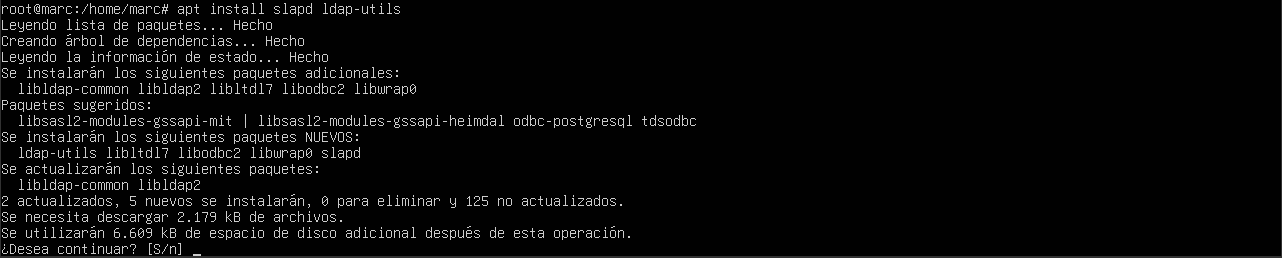 root@marc:/home/marc# apt install slapd ldap-utils
Leyendo lista de paquetes... Hecho
Creando árbol de dependencias... Hecho
Leyendo la información de estado... Hecho
Se instalarán los siguientes paquetes adicionales:
  libldap-common libldap2 libltdl7 libodbc2 libwrap0
Paquetes sugeridos:
  libsasl2-modules-gssapi-mit | libsasl2-modules-gssapi-heimdal odbc-postgresql tdsodbc
Se instalarán los siguientes paquetes NUEVOS:
  ldap-utils libltdl7 libodbc2 libwrap0 slapd
Se actualizarán los siguientes paquetes:
  libldap-common libldap2
2 actualizados, 5 nuevos se instalarán, 0 para eliminar y 125 no actualizados.
Se necesita descargar 2.179 kB de archivos.
Se utilizarán 6.609 kB de espacio de disco adicional después de esta operación.
¿Desea continuar? [S/n]